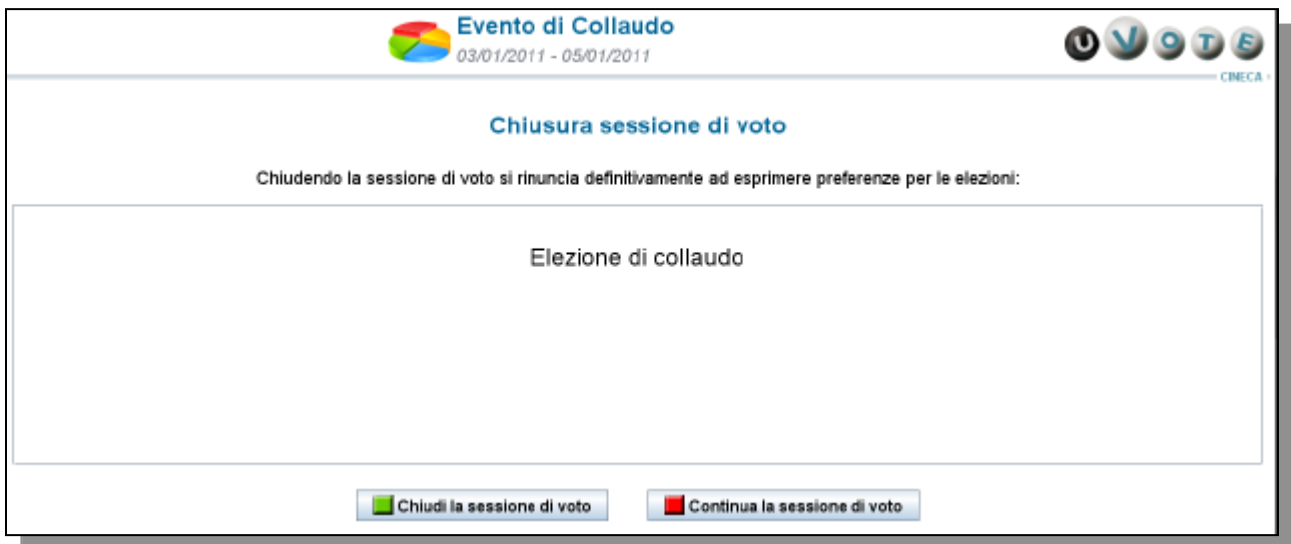 Evento di Collaudo
03/01/2011 - 05/01/2011
U VOTE
CINECA
Chiusura sessione di voto
Chiudendo la sessione di voto si rinuncia definitivamente ad esprimere preferenze per le elezioni:
Elezione di collaudo
Chiudi la sessione di voto
Continua la sessione di voto